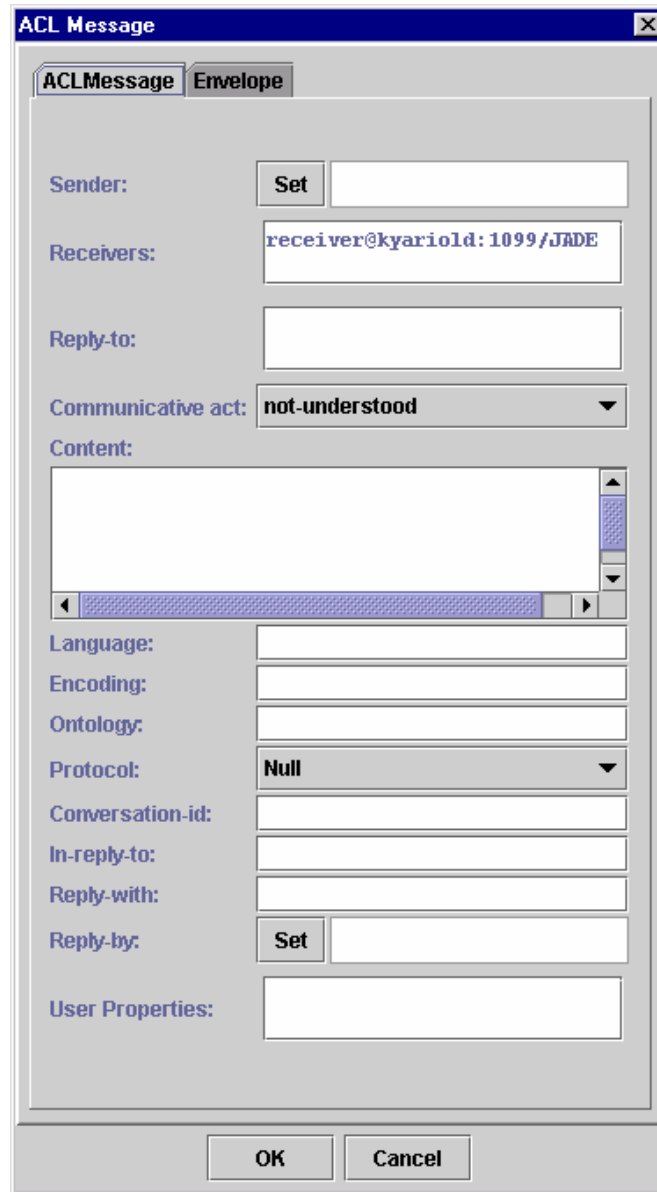 ACL Message
ACLMessage Envelope
Sender: Set
Receivers: receiver@kyariold:1099/JADE
Reply-to:
Communicative act: not-understood
Content:
Language:
Encoding:
Ontology:
Protocol: Null
Conversation-id:
In-reply-to:
Reply-with:
Reply-by: Set
User Properties:
OK Cancel